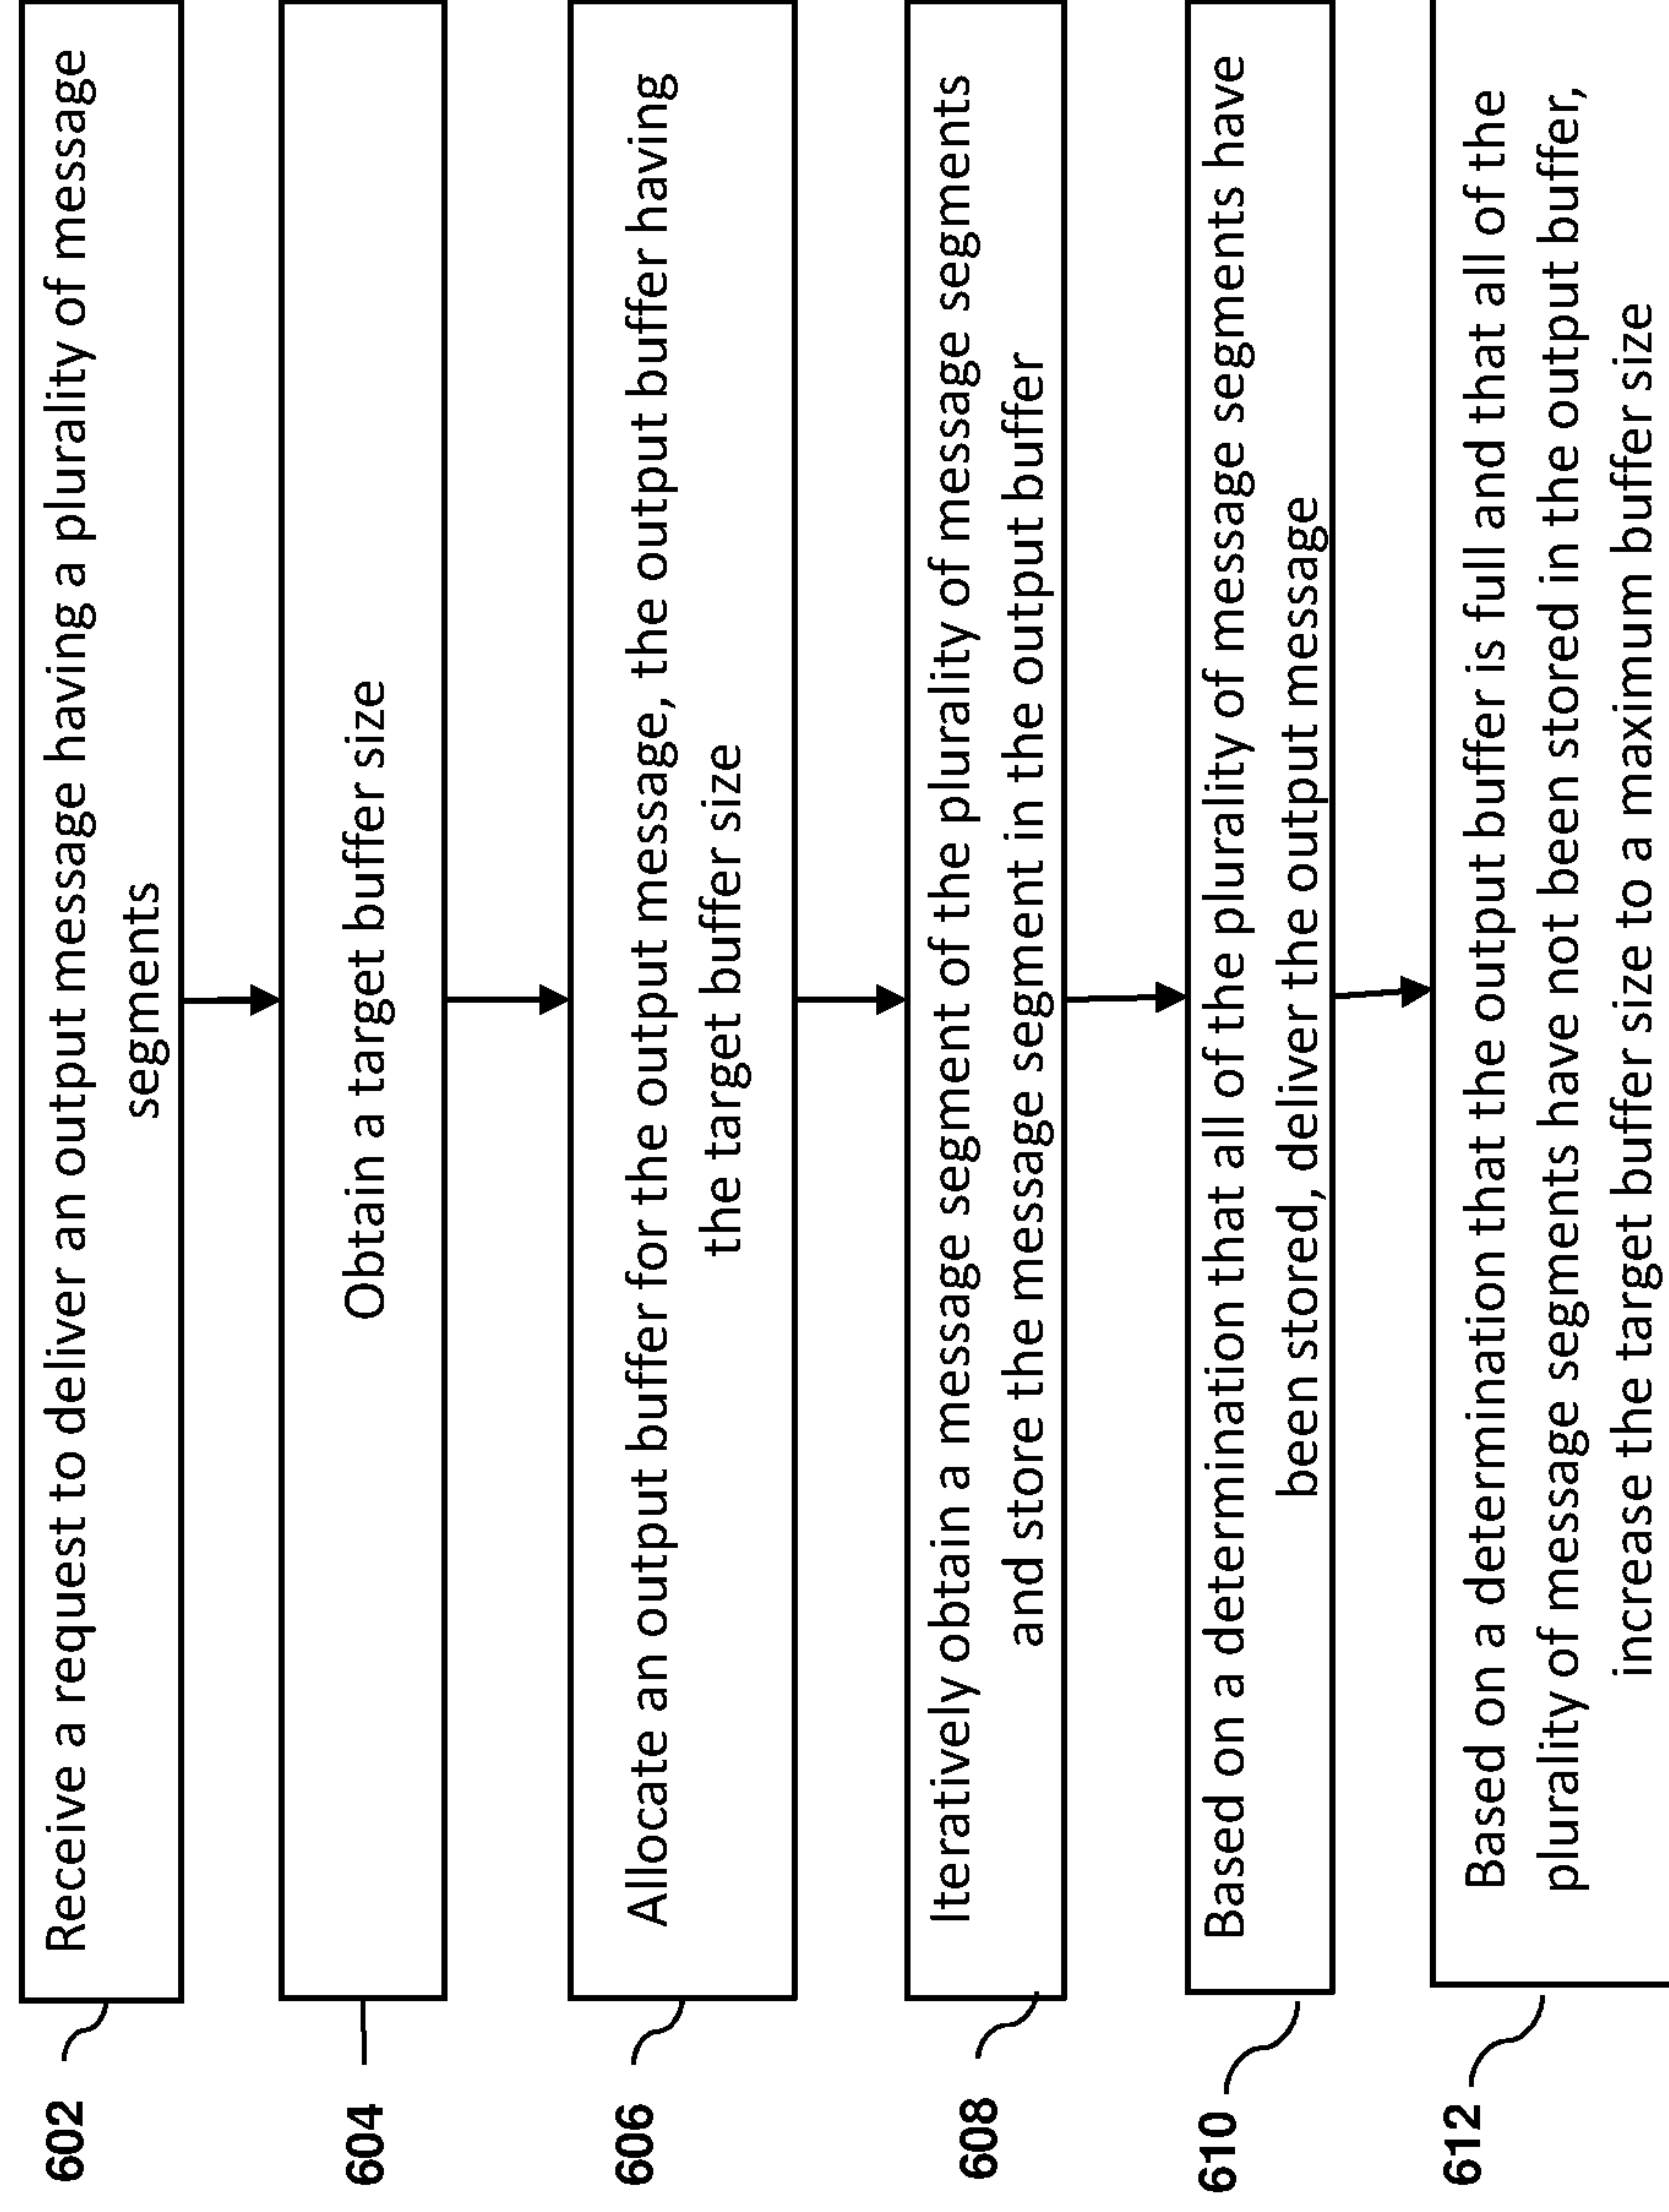 602
Receive a request to deliver an output message having a plurality of message
segments
604
Obtain a target buffer size
606
Allocate an output buffer for the output message, the output buffer having
the target buffer size
608
Iteratively obtain a message segment of the plurality of message segments
and store the message segment in the output buffer
610
Based on a determination that all of the plurality of message segments have
been stored, deliver the output message
612
Based on a determination that the output buffer is full and that all of the
plurality of message segments have not been stored in the output buffer,
increase the target buffer size to a maximum buffer size